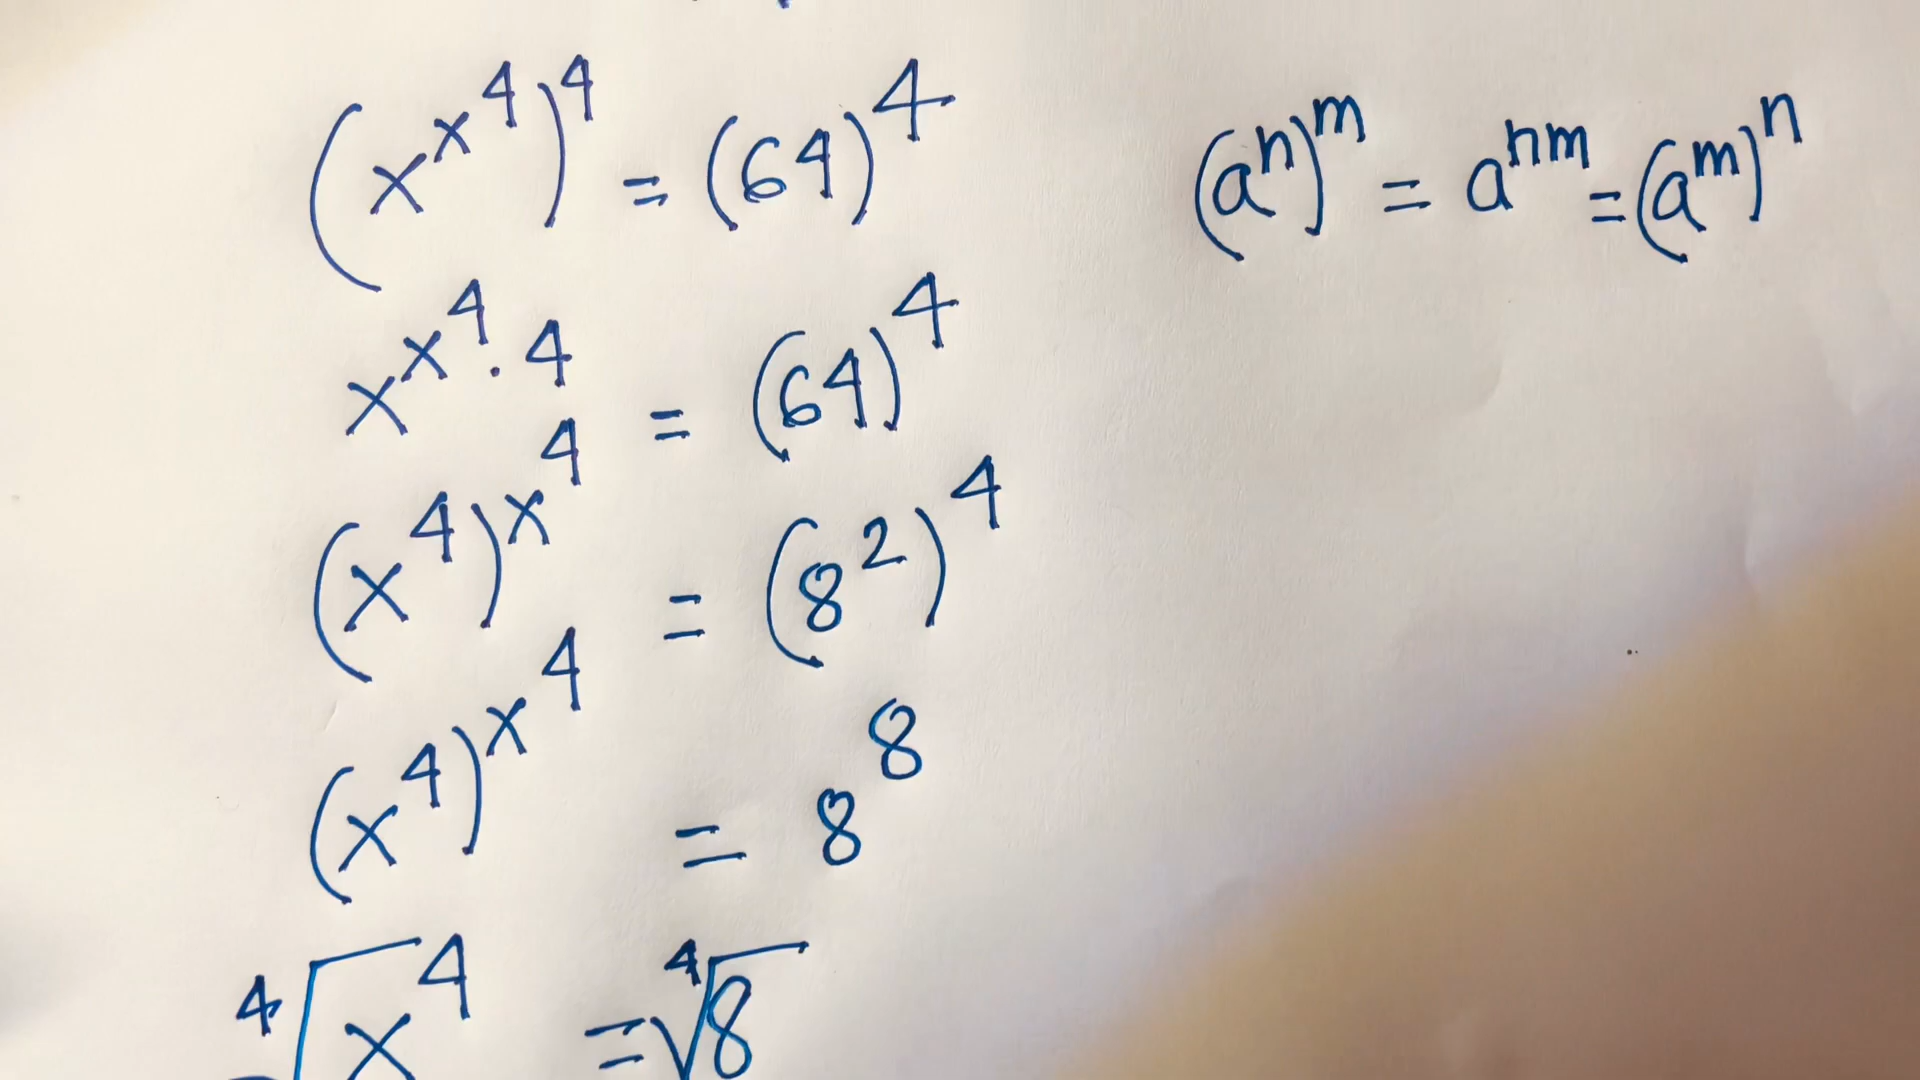 (x^x^4)^4 = (64)^4
(a^n)^m = a^nm = (a^m)^n
x^x^4 . 4 = (64)^4
(x^4)^x^4 = (8^2)^4
(x^4)^x^4 = 8^8
⁴√x^4 = ⁴√8